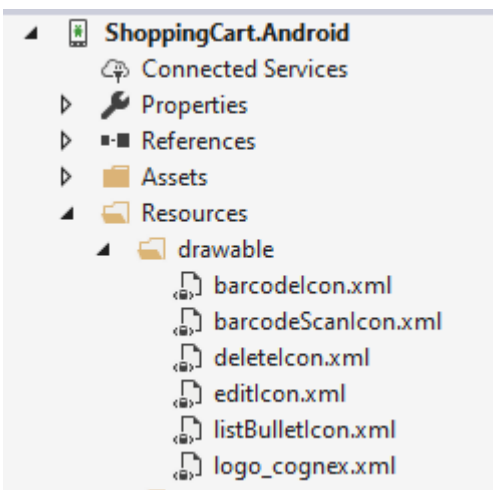 ShoppingCart.Android
Connected Services
Properties
References
Assets
Resources
drawable
barcodeIcon.xml
barcodeScanIcon.xml
deleteIcon.xml
editIcon.xml
listBulletIcon.xml
logo_cognex.xml